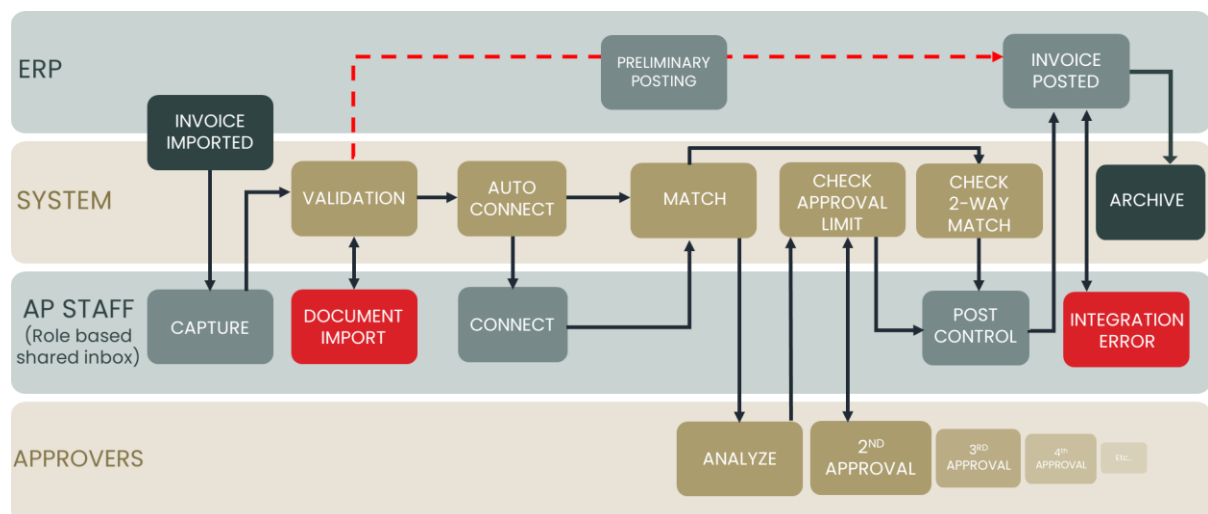 ERP
PRELIMINARY
POSTING
INVOICE
POSTED
INVOICE
IMPORTED
SYSTEM
VALIDATION
AUTO
CONNECT
MATCH
CHECK
APPROVAL
LIMIT
CHECK
2-WAY
MATCH
ARCHIVE
AP STAFF
(Role based
shared inbox)
CAPTURE
DOCUMENT
IMPORT
CONNECT
POST
CONTROL
INTEGRATION
ERROR
APPROVERS
ANALYZE
2ND
APPROVAL
3RD
APPROVAL
4th
APPROVAL
Etc..